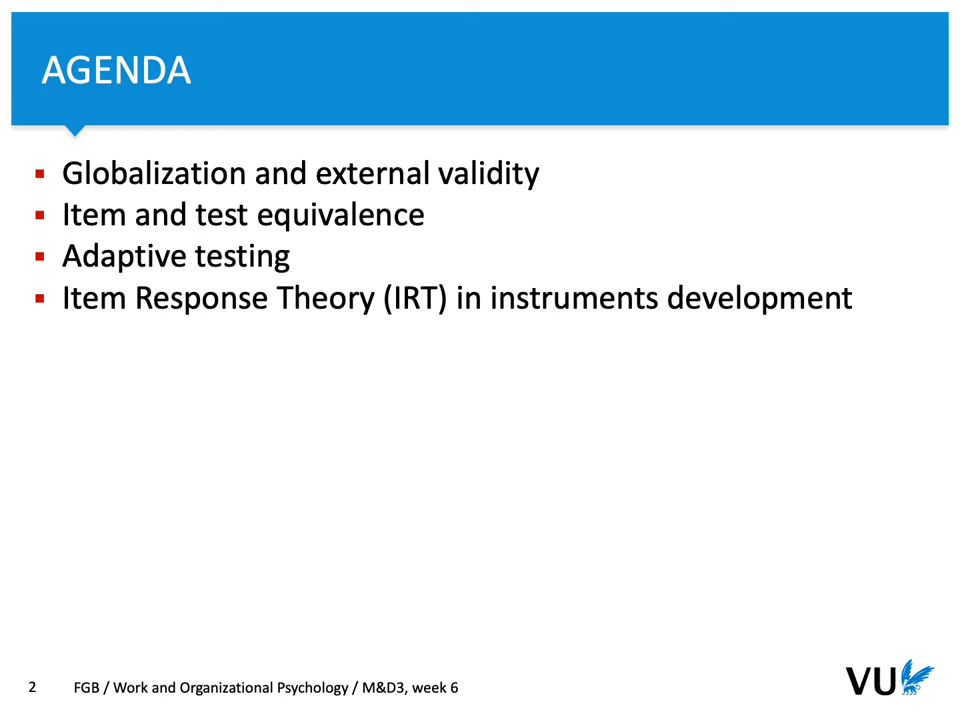 AGENDA
▪ Globalization and external validity
▪ Item and test equivalence
▪ Adaptive testing
▪ Item Response Theory (IRT) in instruments development
2 FGB / Work and Organizational Psychology / M&D3, week 6
VU